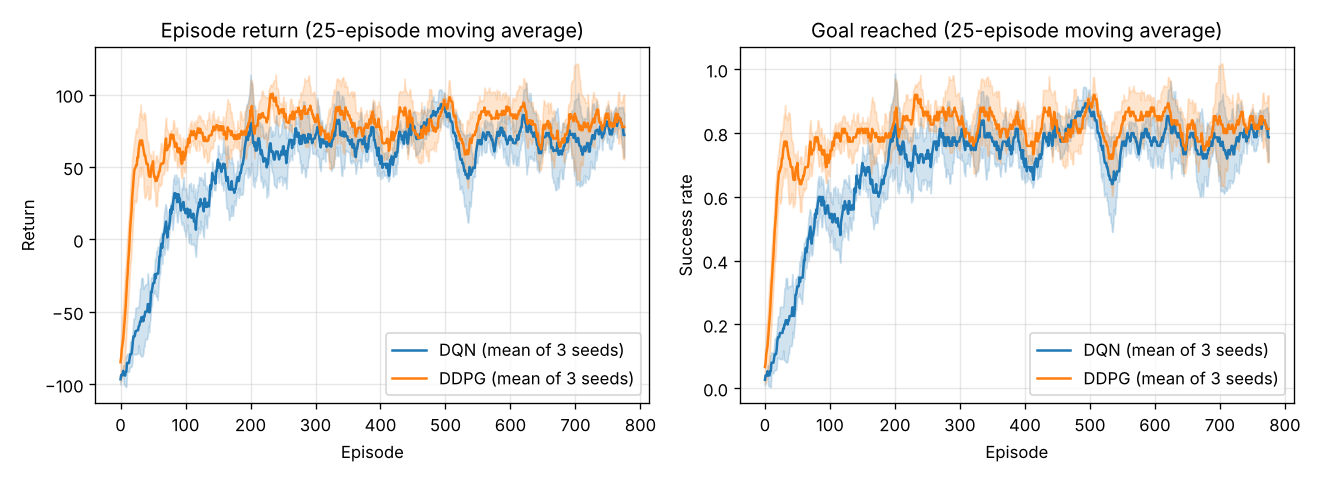 Episode return (25-episode moving average)
Return
100
50
0
−50
−100
0 100 200 300 400 500 600 700 800
Episode
DQN (mean of 3 seeds)
DDPG (mean of 3 seeds)
Goal reached (25-episode moving average)
Success rate
1.0
0.8
0.6
0.4
0.2
0.0
0 100 200 300 400 500 600 700 800
Episode
DQN (mean of 3 seeds)
DDPG (mean of 3 seeds)